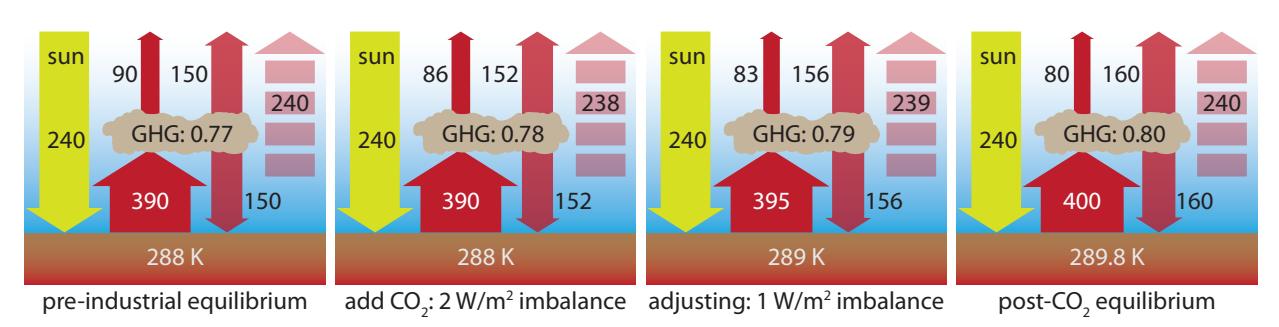 sun
90
150
240
240
GHG: 0.77
390
150
288 K
pre-industrial equilibrium
sun
86
152
238
240
GHG: 0.78
390
152
288 K
add CO₂: 2 W/m² imbalance
sun
83
156
239
240
GHG: 0.79
395
156
289 K
adjusting: 1 W/m² imbalance
sun
80
160
240
240
GHG: 0.80
400
160
289.8 K
post-CO₂ equilibrium